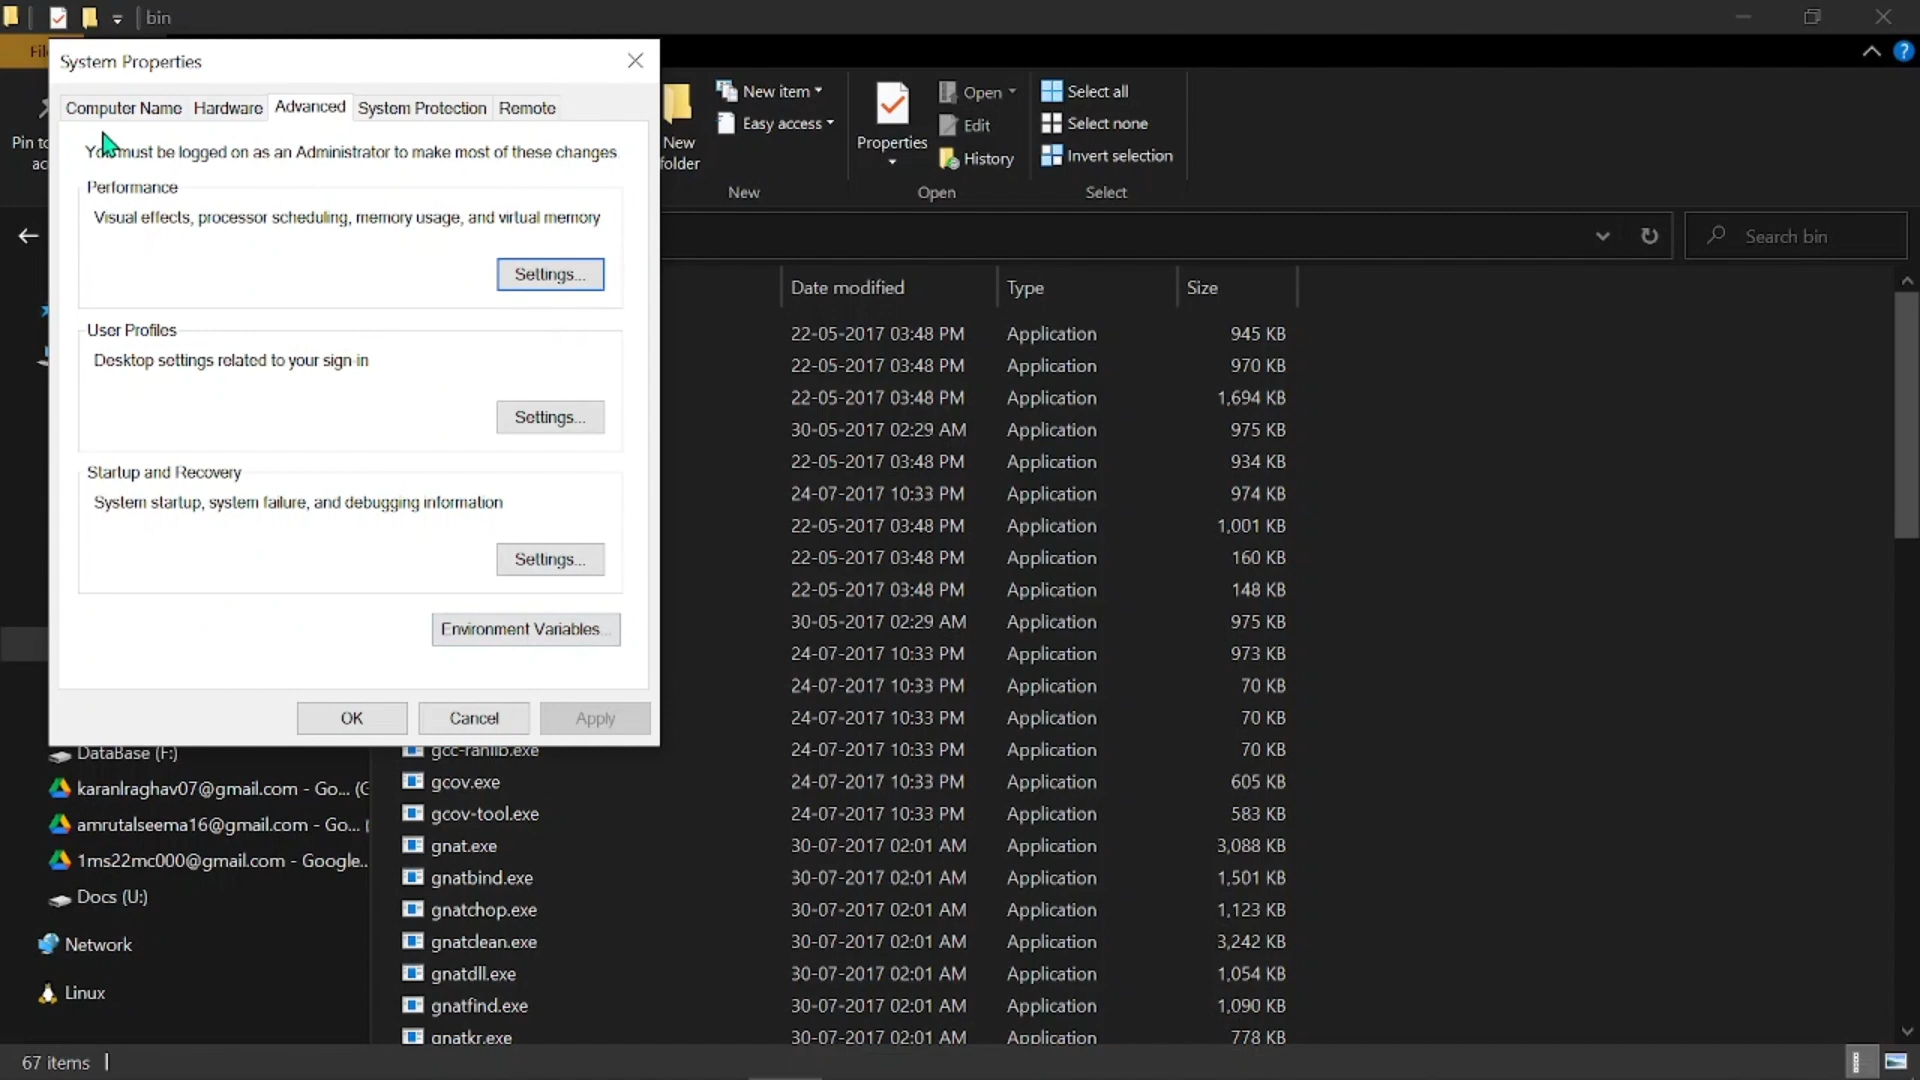 bin
System Properties
Computer Name
Hardware
Advanced
System Protection
Remote
must be logged on as an Administrator to make most of these changes.
Performance
Visual effects, processor scheduling, memory usage, and virtual memory
Settings...
User Profiles
Desktop settings related to your sign-in
Settings...
Startup and Recovery
System startup, system failure, and debugging information
Settings...
Environment Variables...
OK
Cancel
Apply
New item
Easy access
New
folder
New
Properties
Open
Edit
History
Open
Select all
Select none
Invert selection
Select
Search bin
Date modified
Type
Size
22-05-2017 03:48 PM Application 945 KB
22-05-2017 03:48 PM Application 970 KB
22-05-2017 03:48 PM Application 1,694 KB
30-05-2017 02:29 AM Application 975 KB
22-05-2017 03:48 PM Application 934 KB
24-07-2017 10:33 PM Application 974 KB
22-05-2017 03:48 PM Application 1,001 KB
22-05-2017 03:48 PM Application 160 KB
22-05-2017 03:48 PM Application 148 KB
30-05-2017 02:29 AM Application 975 KB
24-07-2017 10:33 PM Application 973 KB
24-07-2017 10:33 PM Application 70 KB
24-07-2017 10:33 PM Application 70 KB
gcc-ranlib.exe 24-07-2017 10:33 PM Application 70 KB
gcov.exe 24-07-2017 10:33 PM Application 605 KB
gcov-tool.exe 24-07-2017 10:33 PM Application 583 KB
gnat.exe 30-07-2017 02:01 AM Application 3,088 KB
gnatbind.exe 30-07-2017 02:01 AM Application 1,501 KB
gnatchop.exe 30-07-2017 02:01 AM Application 1,123 KB
gnatclean.exe 30-07-2017 02:01 AM Application 3,242 KB
gnatdll.exe 30-07-2017 02:01 AM Application 1,054 KB
gnatfind.exe 30-07-2017 02:01 AM Application 1,090 KB
gnatkr.exe 30-07-2017 02:01 AM Application 778 KB
DataBase (F:)
karanlraghav07@gmail.com - Go... (G
amrutalseema16@gmail.com - Go...
1ms22mc000@gmail.com - Google...
Docs (U:)
Network
Linux
67 items